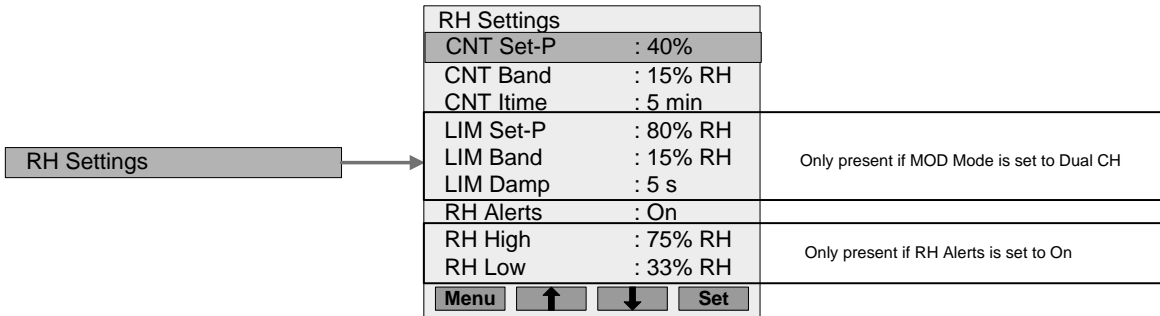 RH Settings
RH Settings
CNT Set-P : 40%
CNT Band : 15% RH
CNT Itime : 5 min
LIM Set-P : 80% RH
LIM Band : 15% RH
LIM Damp : 5 s
Only present if MOD Mode is set to Dual CH
RH Alerts : On
RH High : 75% RH
RH Low : 33% RH
Only present if RH Alerts is set to On
Menu Set